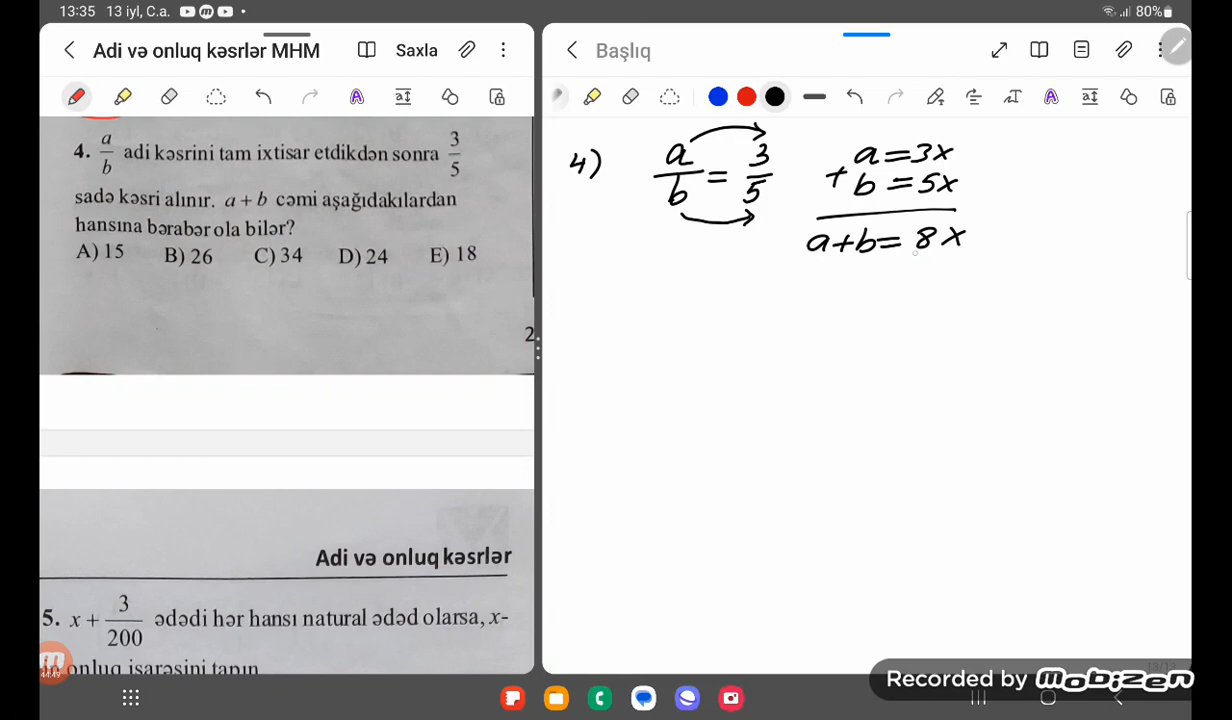 13:35 13 iyl, C.a.
80%
Adi və onluq kəsrlər MHM
Saxla
Başlıq
4. a/b adi kəsrini tam ixtisar etdikdən sonra 3/5
sadə kəsri alınır. a + b cəmi aşağıdakılardan
hansına bərabər ola bilər?
A) 15 B) 26 C) 34 D) 24 E) 18
2
Adi və onluq kəsrlər
5. x + 3/200 ədədi hər hansı natural ədəd olarsa, x-
in onluq işarəsini tapın
4) a/b = 3/5
a=3x
+ b=5x
a+b=8x
44:49
Recorded by mobizen